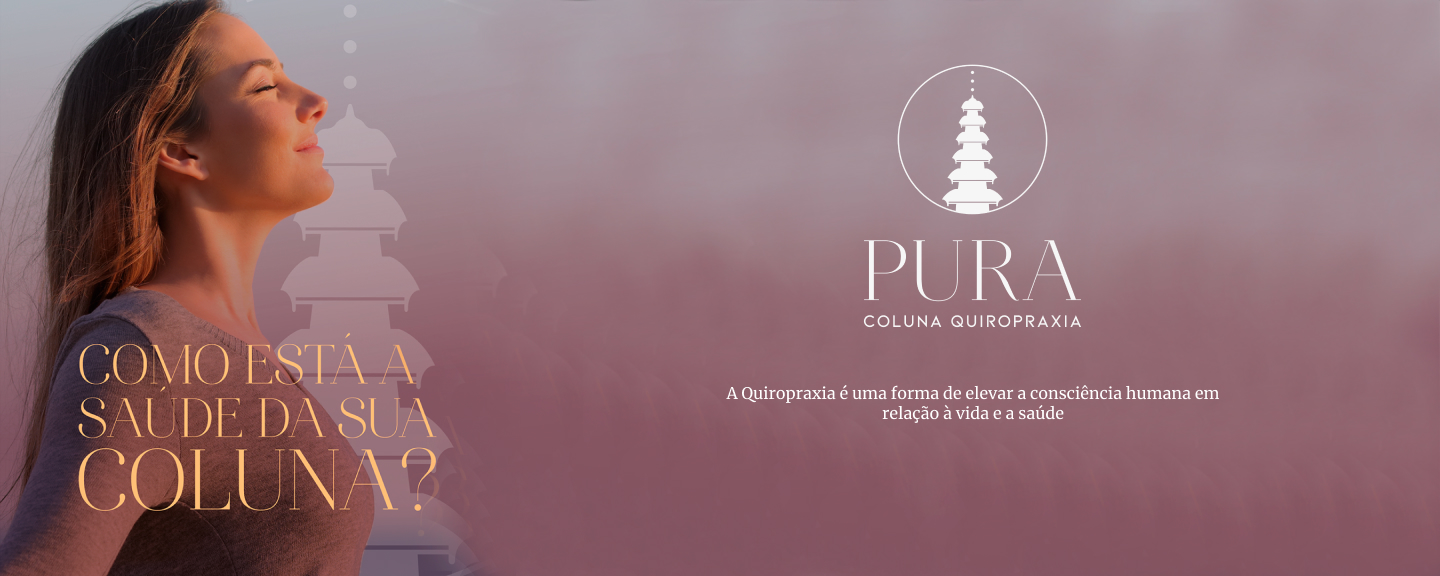 COMO ESTÁ A
SAÚDE DA SUA
COLUNA?
PURA
COLUNA QUIROPRAXIA
A Quiropraxia é uma forma de elevar a consciência humana em
relação à vida e a saúde